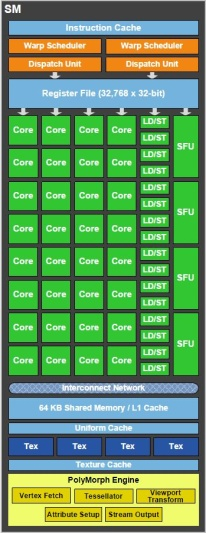 SM
Instruction Cache
Warp Scheduler Warp Scheduler
Dispatch Unit Dispatch Unit
Register File (32,768 x 32-bit)
Core Core Core Core LD/ST LD/ST SFU
Core Core Core Core LD/ST LD/ST
Core Core Core Core LD/ST LD/ST SFU
Core Core Core Core LD/ST LD/ST
Core Core Core Core LD/ST LD/ST SFU
Core Core Core Core LD/ST LD/ST
Core Core Core Core LD/ST LD/ST SFU
Core Core Core Core LD/ST LD/ST
Interconnect Network
64 KB Shared Memory / L1 Cache
Uniform Cache
Tex Tex Tex Tex
Texture Cache
PolyMorph Engine
Vertex Fetch Tessellator Viewport Transform
Attribute Setup Stream Output